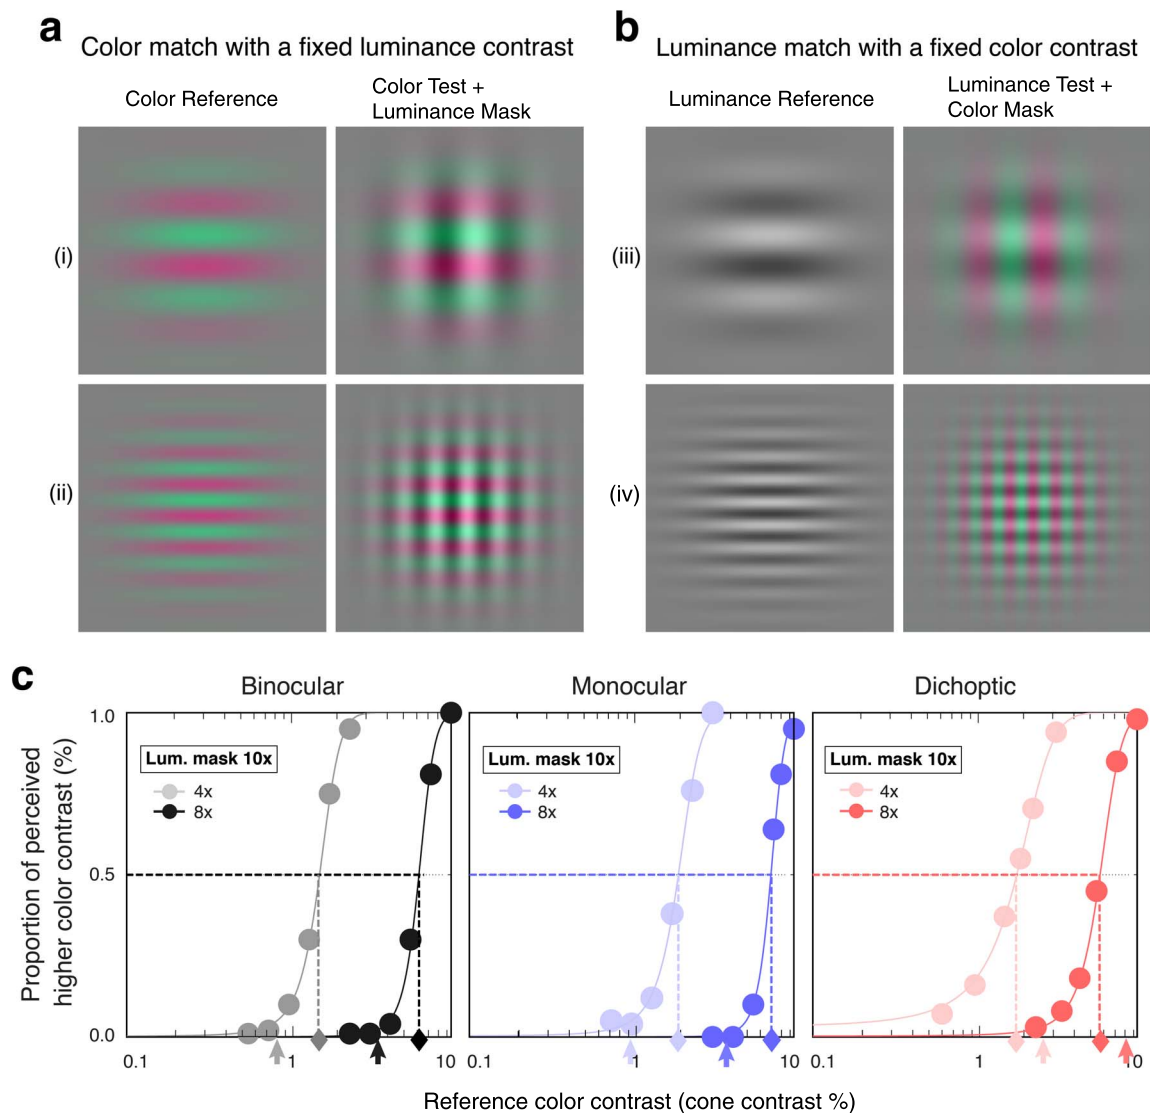 a
Color match with a fixed luminance contrast
Color Reference
Color Test +
Luminance Mask
(i)
(ii)
b
Luminance match with a fixed color contrast
Luminance Reference
Luminance Test +
Color Mask
(iii)
(iv)
c
Proportion of perceived
higher color contrast (%)
Binocular
1.0
0.5
0.0
Lum. mask 10x
4x
8x
0.1
1
10
Monocular
Lum. mask 10x
4x
8x
0.1
1
10
Dichoptic
Lum. mask 10x
4x
8x
0.1
1
10
Reference color contrast (cone contrast %)